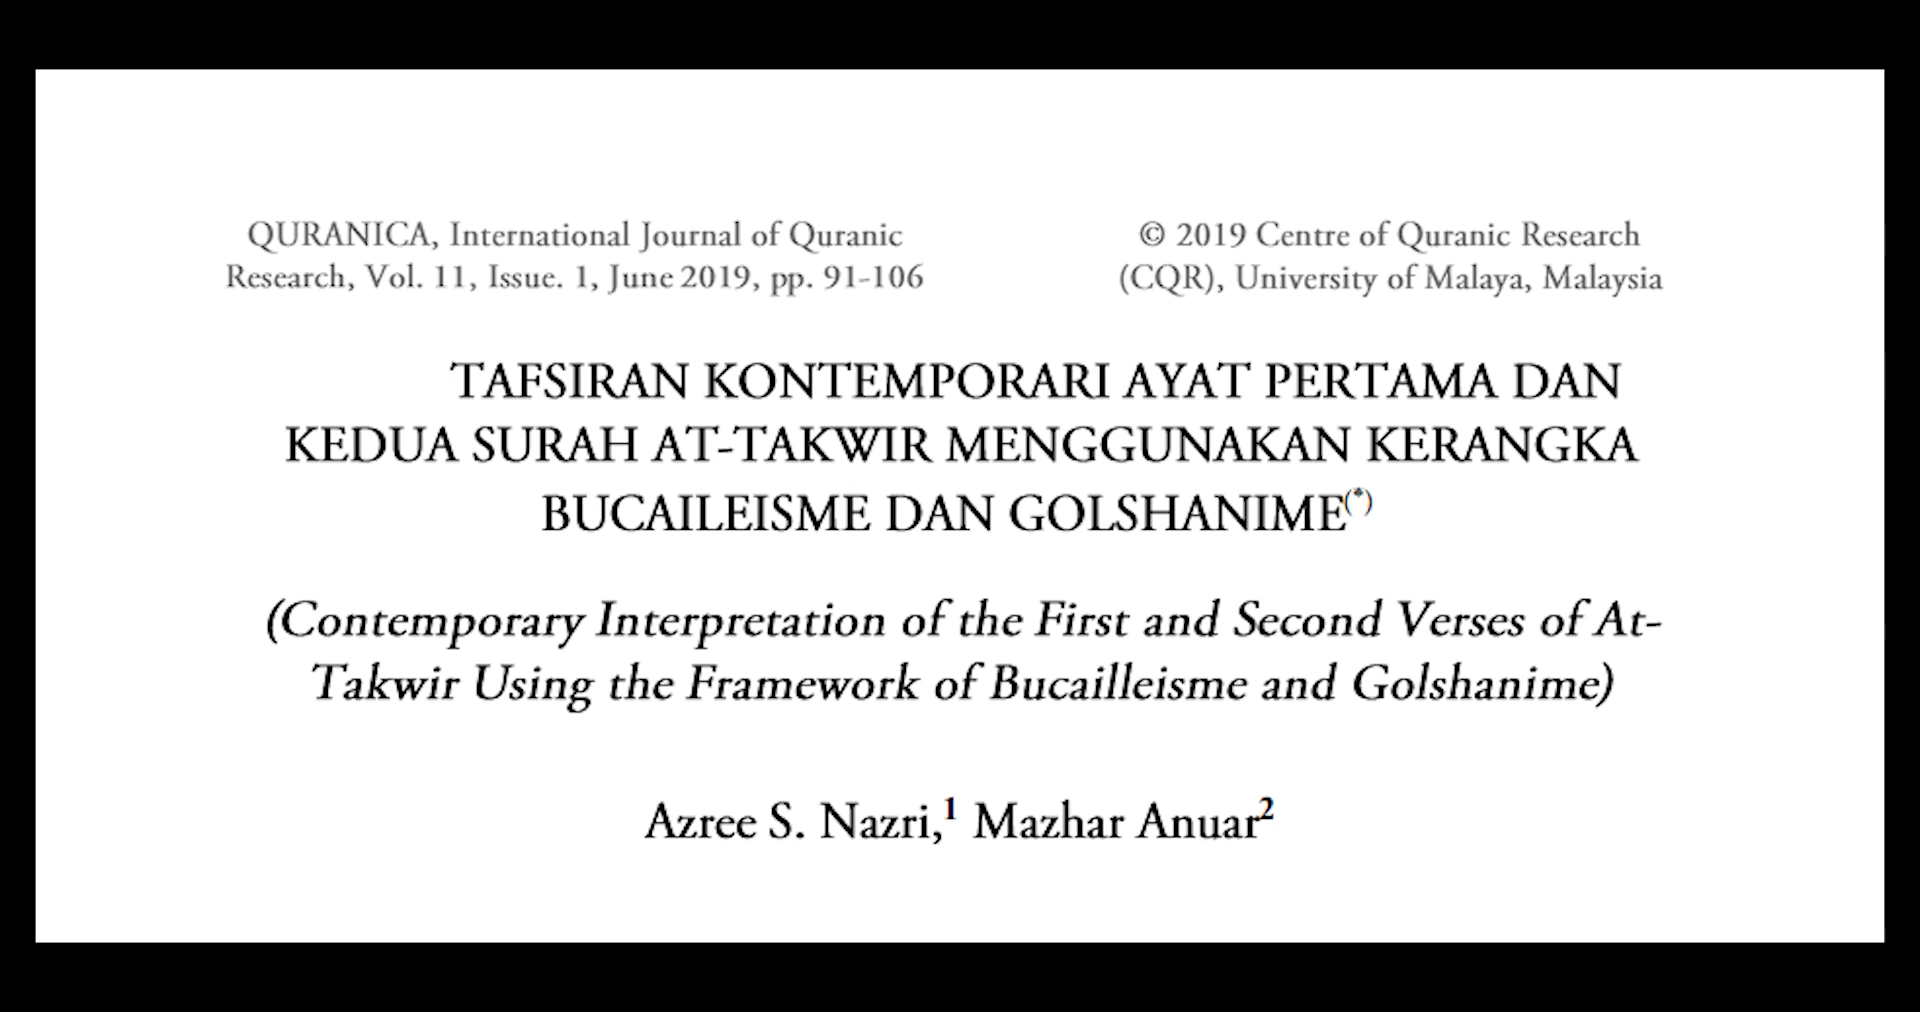 QURANICA, International Journal of Quranic
Research, Vol. 11, Issue. 1, June 2019, pp. 91-106
© 2019 Centre of Quranic Research
(CQR), University of Malaya, Malaysia
TAFSIRAN KONTEMPORARI AYAT PERTAMA DAN
KEDUA SURAH AT-TAKWIR MENGGUNAKAN KERANGKA
BUCAILEISME DAN GOLSHANIME(*)
(Contemporary Interpretation of the First and Second Verses of At-
Takwir Using the Framework of Bucailleisme and Golshanime)
Azree S. Nazri,1 Mazhar Anuar2